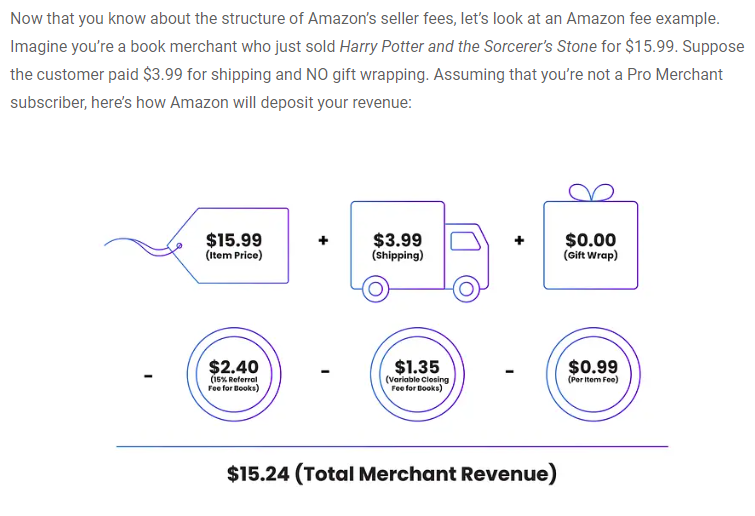 Now that you know about the structure of Amazon’s seller fees, let’s look at an Amazon fee example.
Imagine you’re a book merchant who just sold Harry Potter and the Sorcerer’s Stone for $15.99. Suppose
the customer paid $3.99 for shipping and NO gift wrapping. Assuming that you’re not a Pro Merchant
subscriber, here’s how Amazon will deposit your revenue:
$15.99 + $3.99 + $0.00
(Item Price) (Shipping) (Gift Wrap)
- $2.40 - $1.35 - $0.99
(15% Referral (Variable Closing (Per Item Fee)
Fee for Books) Fee for Books)
$15.24 (Total Merchant Revenue)